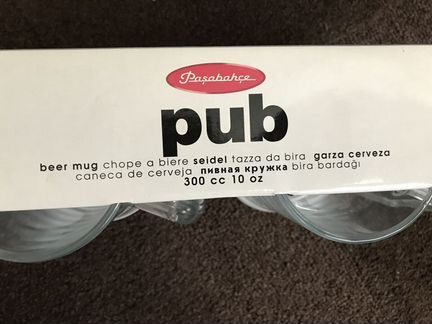 Paşabahçe
pub
beer mug chope a biere seidel tazza da bira garza cerveza
caneca de cerveja пивная кружка bira bardağı
300 cc 10 oz